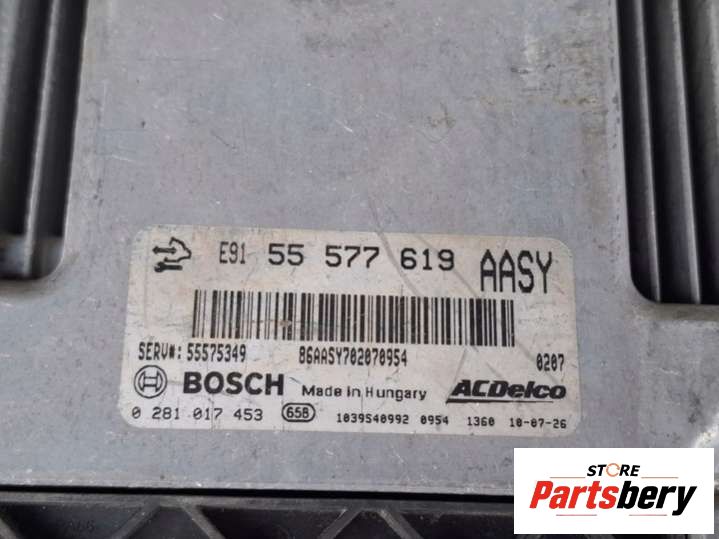 E91 55 577 619 AASY
SERV#: 55575349 86AASY702070954 0207
BOSCH Made in Hungary ACDelco
0 281 017 453 658 1039S40992 0954 1360 10-07-26
STORE
Partsbery